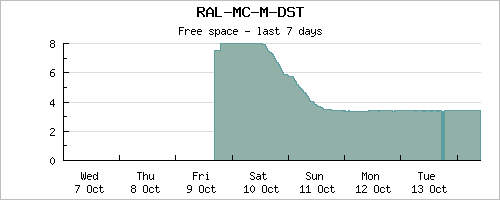 RAL-MC-M-DST
Free space - last 7 days
8
6
4
2
0
Wed Thu Fri Sat Sun Mon Tue
7 Oct 8 Oct 9 Oct 10 Oct 11 Oct 12 Oct 13 Oct